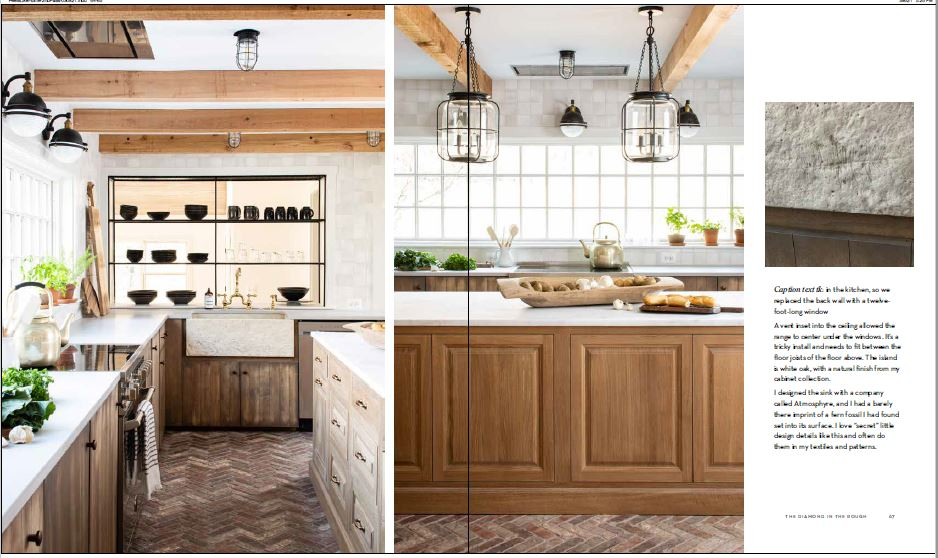 Caption text tk: in the kitchen, so we
replaced the back wall with a twelve-
foot-long window
A vent inset into the ceiling allowed the
range to center under the windows. It's a
tricky install and needs to fit between the
floor joists of the floor above. The island
is white oak, with a natural finish from my
cabinet collection.
I designed the sink with a company
called Atmosphyre, and I had a barely
there imprint of a fern fossil I had found
set into its surface. I love "secret" little
design details like this and often do
them in my textiles and patterns.
THE DIAMOND IN THE ROUGH 67